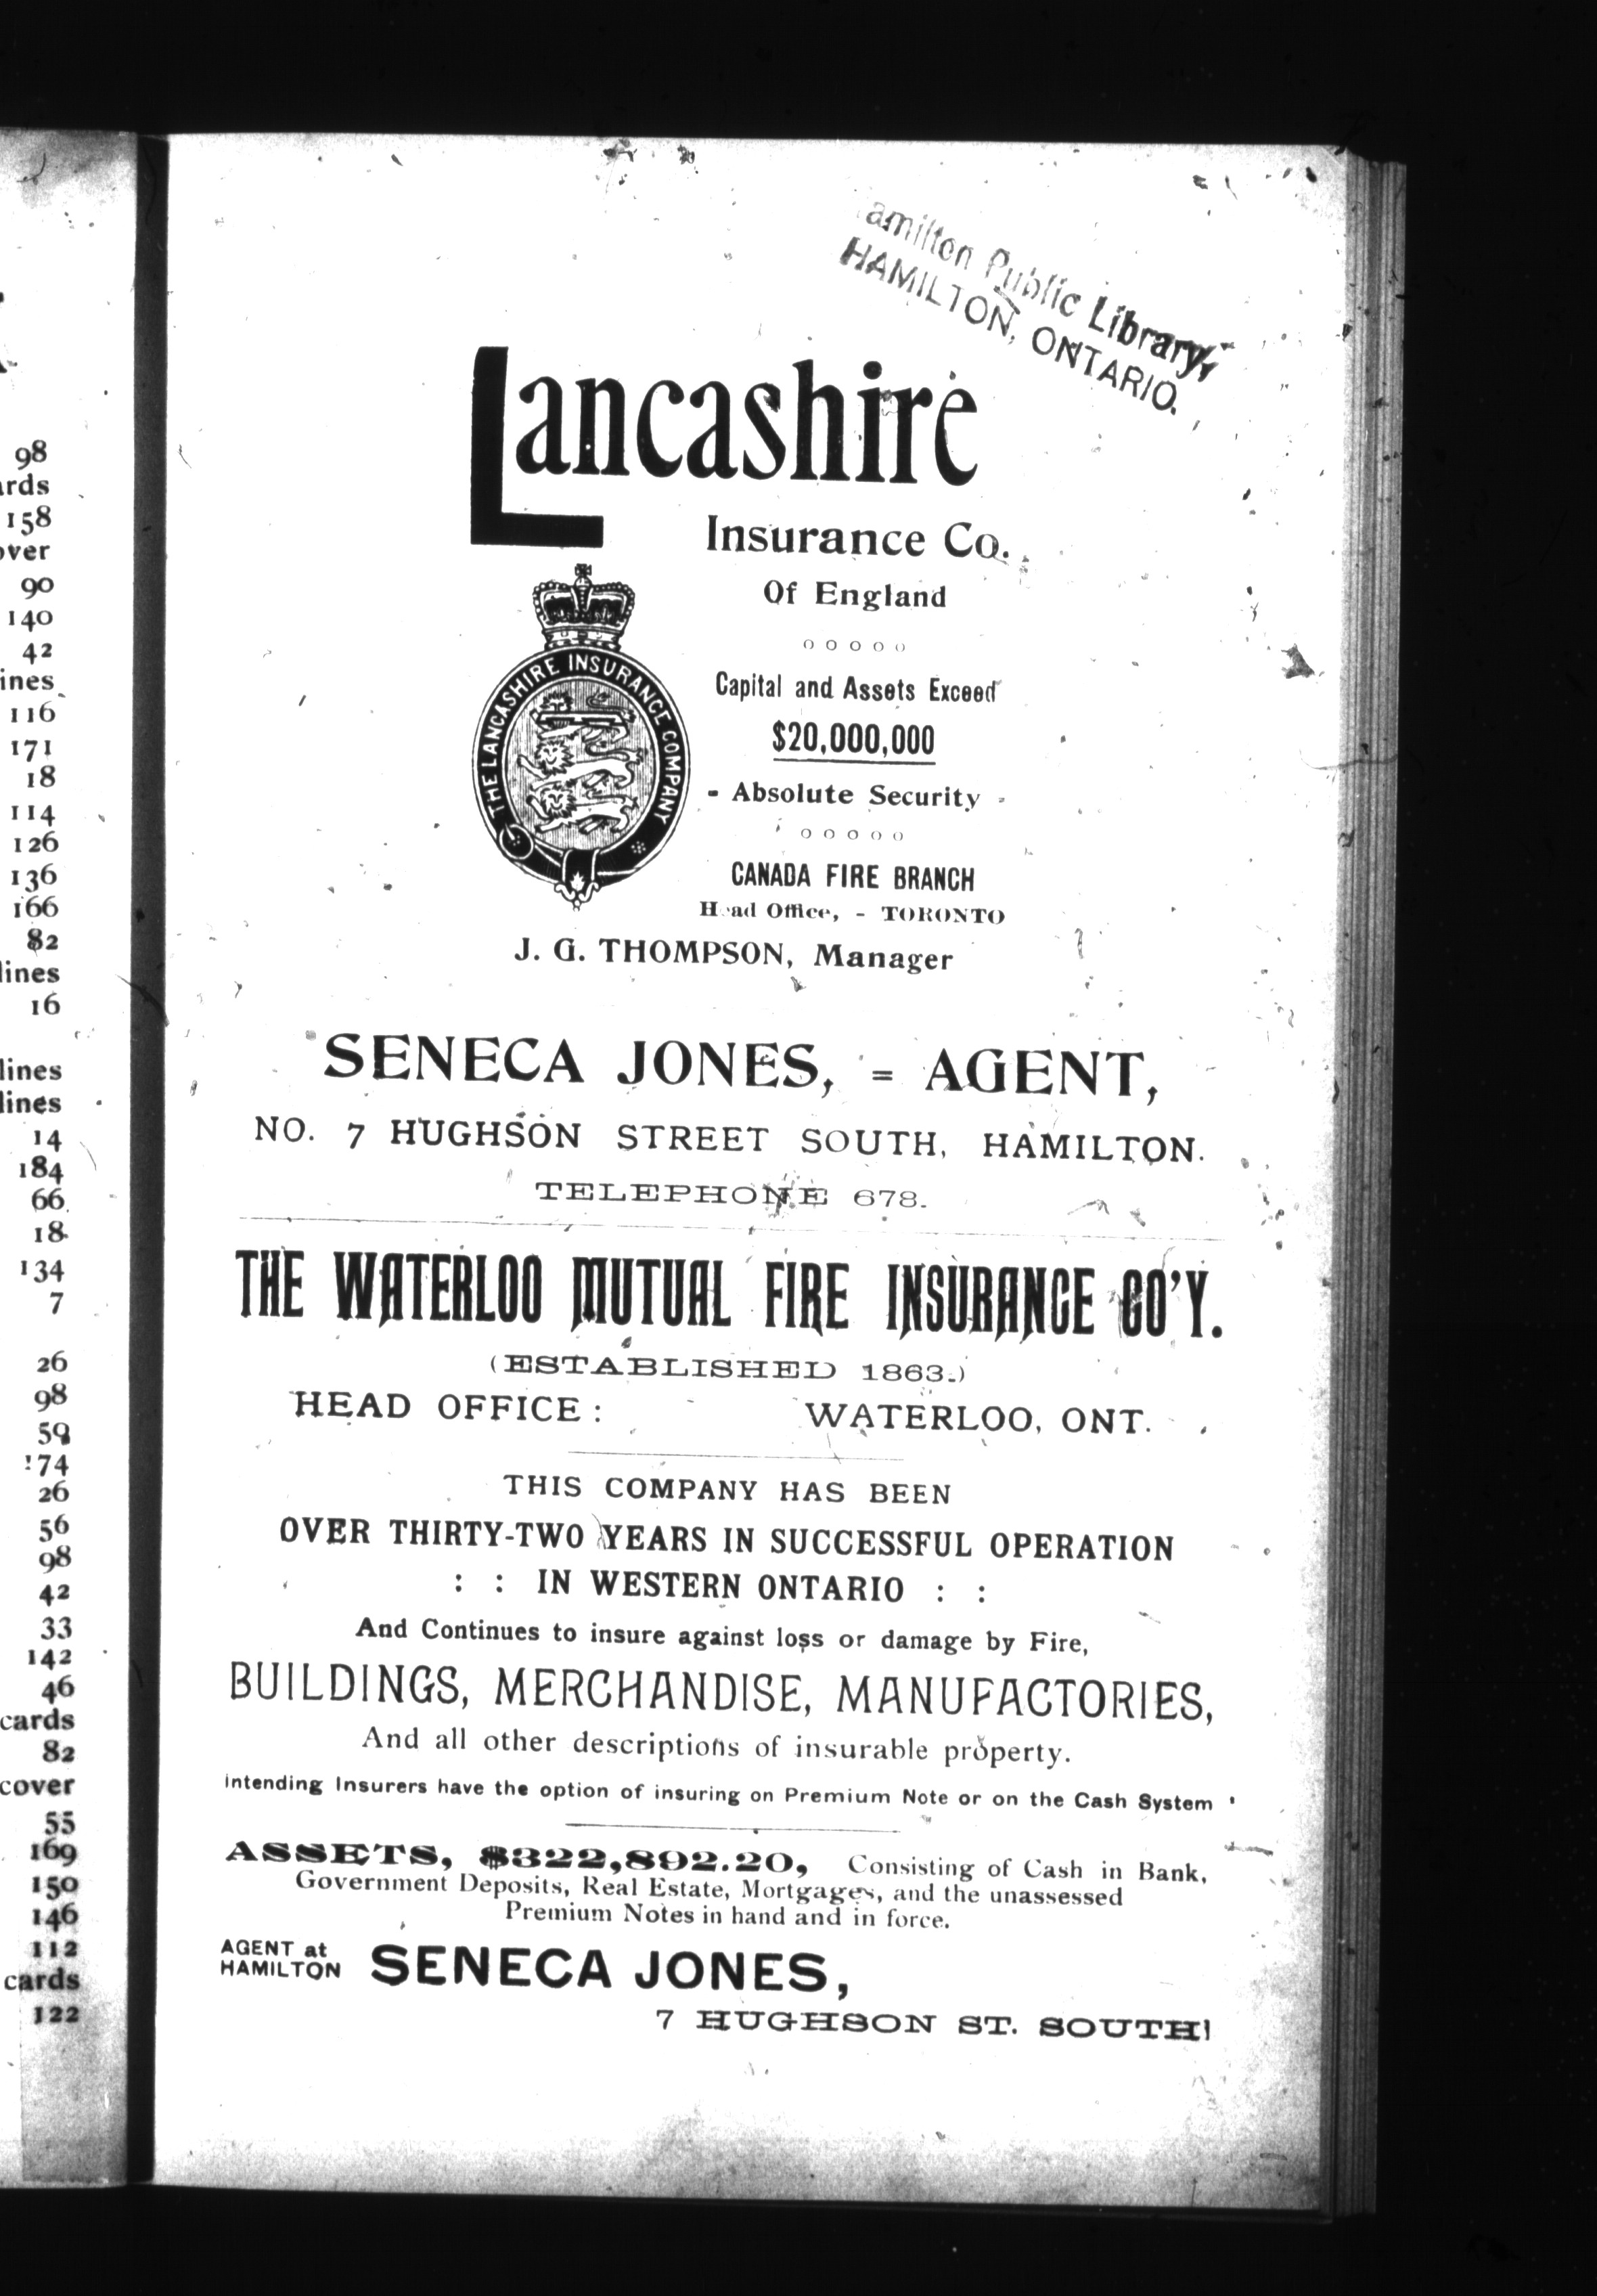 98
ards
158
over
90
140
42
lines
116
171
18
114
126
136
166
82
lines
16
lines
lines
14
184
66
18
134
7
26
98
59
174
26
56
98
42
33
142
46
cards
82
cover
55
169
150
146
112
cards
122
amilton Public Library,
HAMILTON, ONTARIO.
Lancashire
Insurance Co.
Of England
o o o o o
THE LANCASHIRE INSURANCE COMPANY
Capital and Assets Exceed
$20,000,000
- Absolute Security -
o o o o o
CANADA FIRE BRANCH
Head Office, - TORONTO
J. G. THOMPSON, Manager
SENECA JONES, = AGENT,
NO. 7 HUGHSON STREET SOUTH, HAMILTON.
TELEPHONE 678.
THE WATERLOO MUTUAL FIRE INSURANCE CO'Y.
(ESTABLISHED 1863.)
HEAD OFFICE: WATERLOO, ONT.
THIS COMPANY HAS BEEN
OVER THIRTY-TWO YEARS IN SUCCESSFUL OPERATION
: : IN WESTERN ONTARIO : :
And Continues to insure against loss or damage by Fire,
BUILDINGS, MERCHANDISE, MANUFACTORIES,
And all other descriptions of insurable property.
Intending Insurers have the option of insuring on Premium Note or on the Cash System
ASSETS, $322,892.20, Consisting of Cash in Bank,
Government Deposits, Real Estate, Mortgages, and the unassessed
Premium Notes in hand and in force.
AGENT at
HAMILTON SENECA JONES,
7 HUGHSON ST. SOUTH!